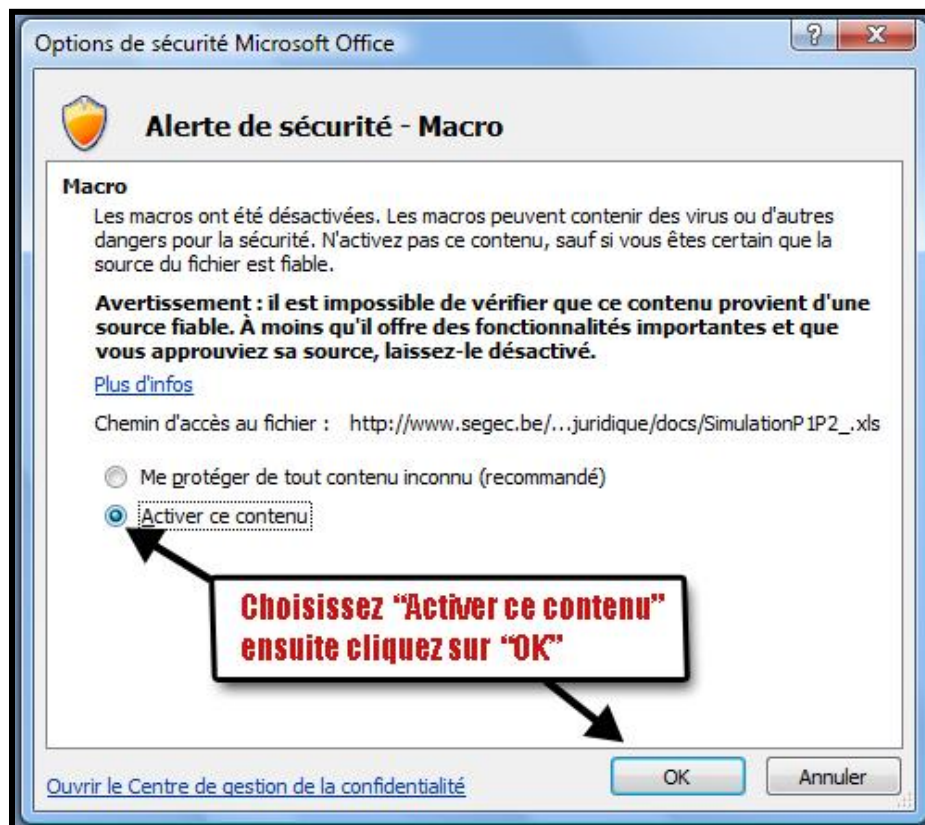 Options de sécurité Microsoft Office
Alerte de sécurité - Macro
Macro
Les macros ont été désactivées. Les macros peuvent contenir des virus ou d'autres
dangers pour la sécurité. N'activez pas ce contenu, sauf si vous êtes certain que la
source du fichier est fiable.
Avertissement : il est impossible de vérifier que ce contenu provient d'une
source fiable. À moins qu'il offre des fonctionnalités importantes et que
vous approuviez sa source, laissez-le désactivé.
Plus d'infos
Chemin d'accès au fichier : http://www.segec.be/...juridique/docs/SimulationP1P2_.xls
Me protéger de tout contenu inconnu (recommandé)
Activer ce contenu
Choisissez “Activer ce contenu”
ensuite cliquez sur “OK”
Ouvrir le Centre de gestion de la confidentialité
OK
Annuler